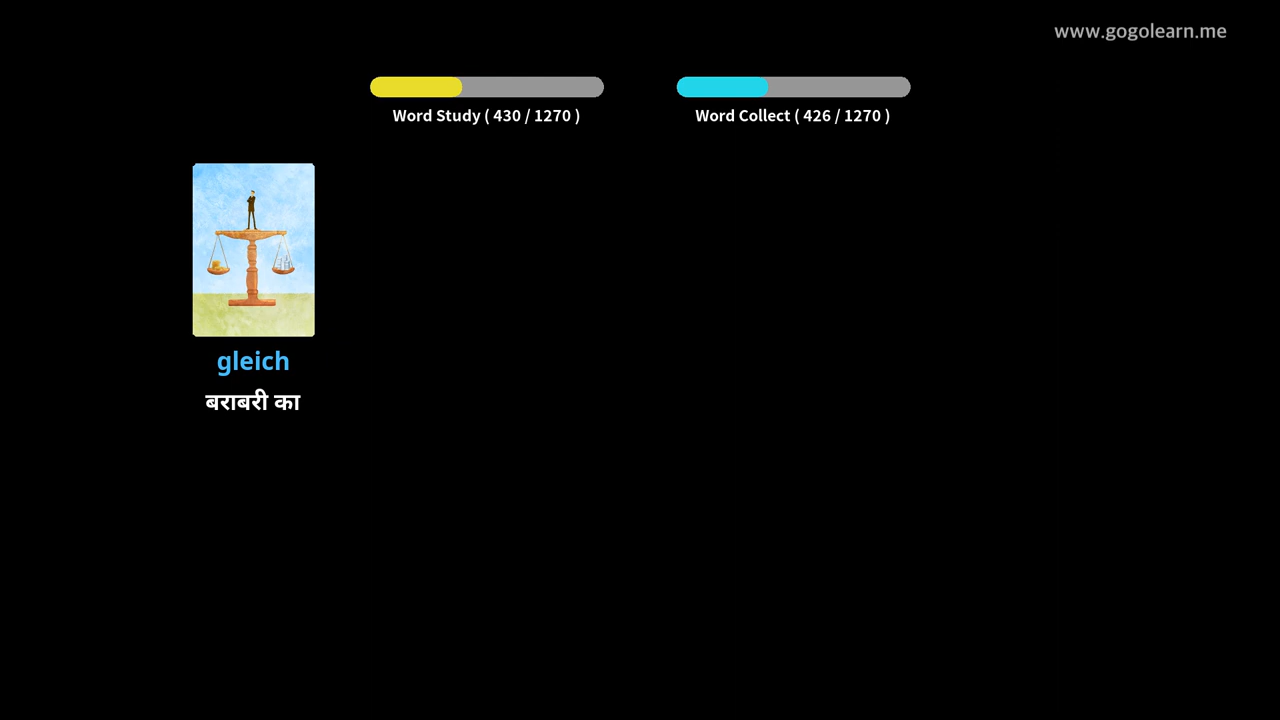 www.gogolearn.me
Word Study ( 430 / 1270 )
Word Collect ( 426 / 1270 )
gleich
बराबरी का